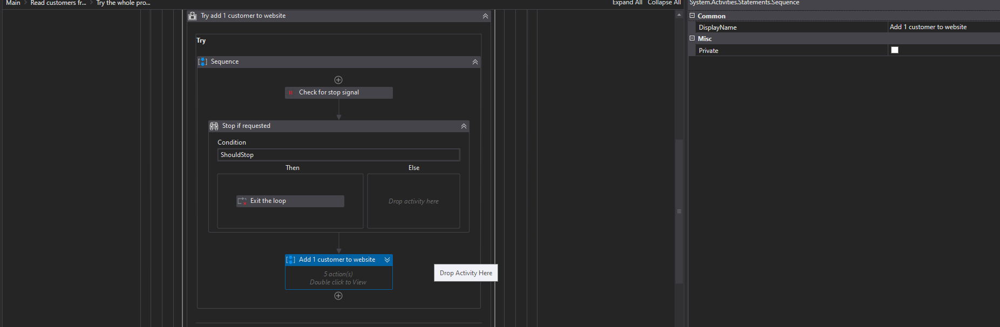 Main > Read customers fr... > Try the whole pro...
Expand All Collapse All
System.Activities.Statements.Sequence
Try add 1 customer to website
Common
DisplayName Add 1 customer to website
Misc
Private
Try
Sequence
Check for stop signal
Stop if requested
Condition
ShouldStop
Then Else
Exit the loop
Drop activity here
Add 1 customer to website
5 action(s)
Double click to View
Drop Activity Here